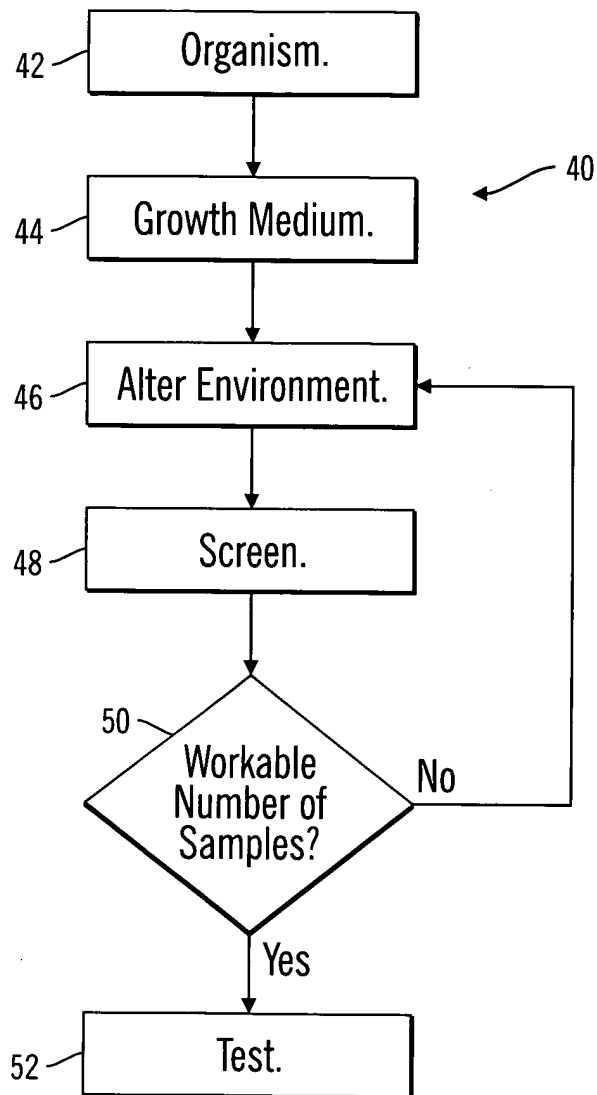 42
Organism.
40
44
Growth Medium.
46
Alter Environment.
48
Screen.
50
Workable
Number of
Samples?
No
Yes
52
Test.